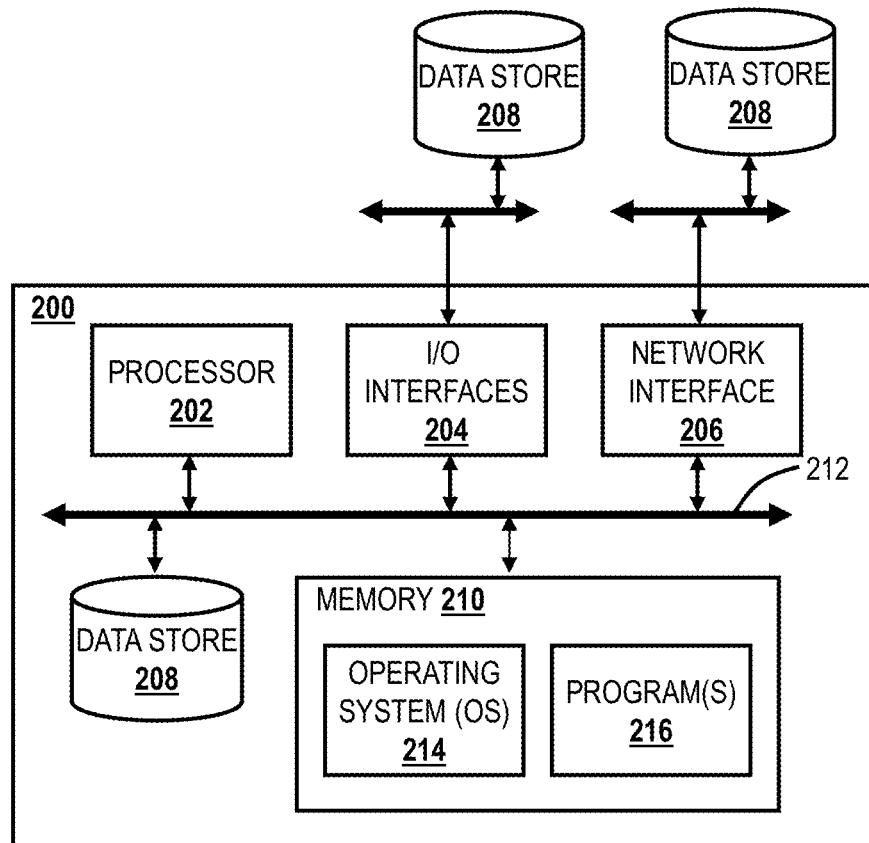 DATA STORE
208
DATA STORE
208
200
PROCESSOR
202
I/O
INTERFACES
204
NETWORK
INTERFACE
206
212
DATA STORE
208
MEMORY 210
OPERATING
SYSTEM (OS)
214
PROGRAM(S)
216